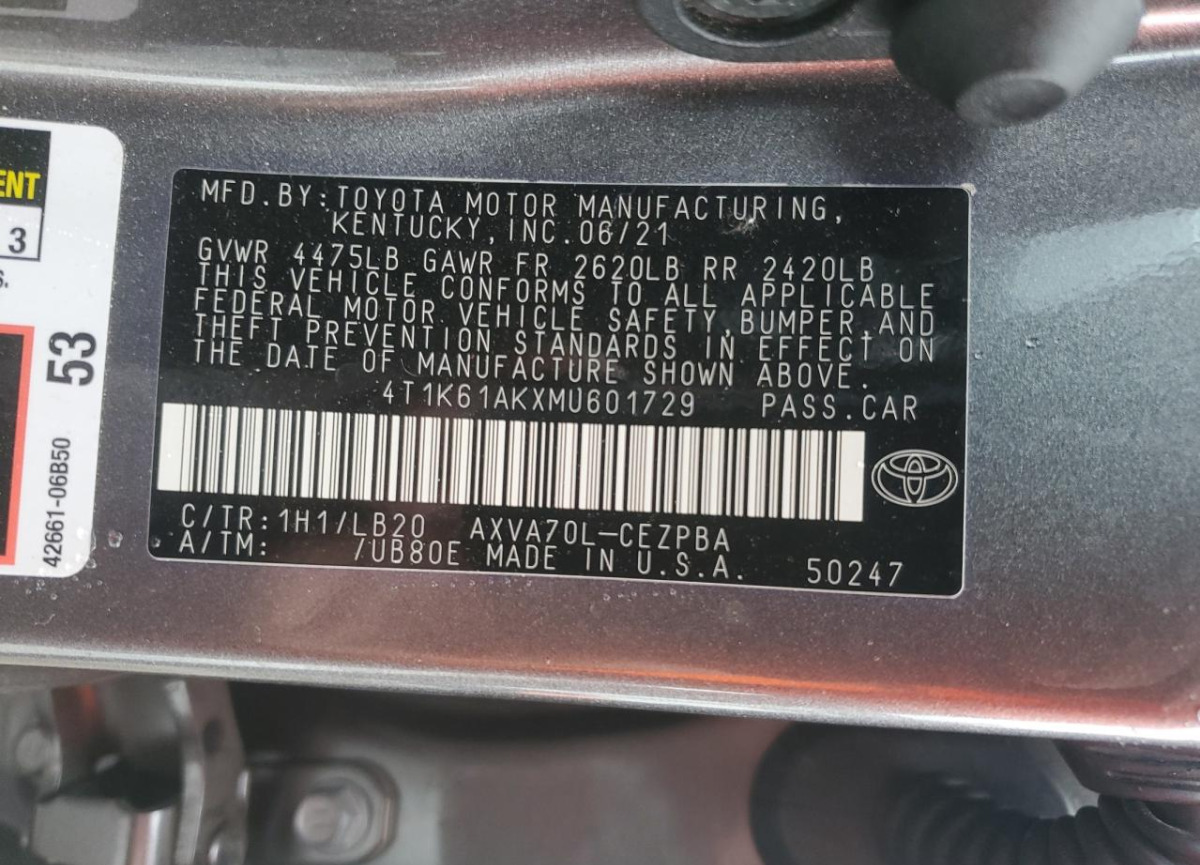 ENT
3
s.
53
42661-06B50
MFD.BY:TOYOTA MOTOR MANUFACTURING,
KENTUCKY,INC.06/21
GVWR 4475LB GAWR FR 2620LB RR 2420LB
THIS VEHICLE CONFORMS TO ALL APPLICABLE
FEDERAL MOTOR VEHICLE SAFETY,BUMPER,AND
THEFT PREVENTION STANDARDS IN EFFECT ON
THE DATE OF MANUFACTURE SHOWN ABOVE.
4T1K61AKXMU601729 PASS.CAR
C/TR:1H1/LB20 AXVA70L-CEZPBA
A/TM: /UB80E MADE IN U.S.A. 50247